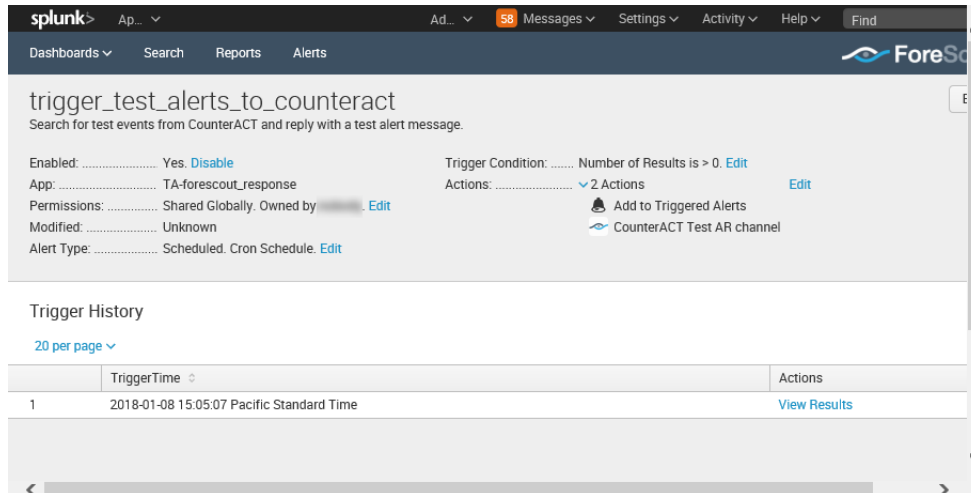 splunk> Ap... Ad... 58 Messages Settings Activity Help Find
Dashboards Search Reports Alerts ForeSc
trigger_test_alerts_to_counteract
E
Search for test events from CounterACT and reply with a test alert message.
Enabled: ...................... Yes. Disable
App: ............................ TA-forescout_response
Permissions: .............. Shared Globally. Owned by . Edit
Modified: .................... Unknown
Alert Type: .................. Scheduled. Cron Schedule. Edit
Trigger Condition: ....... Number of Results is > 0. Edit
Actions: ....................... 2 Actions Edit
Add to Triggered Alerts
CounterACT Test AR channel
Trigger History
20 per page
TriggerTime Actions
1 2018-01-08 15:05:07 Pacific Standard Time View Results